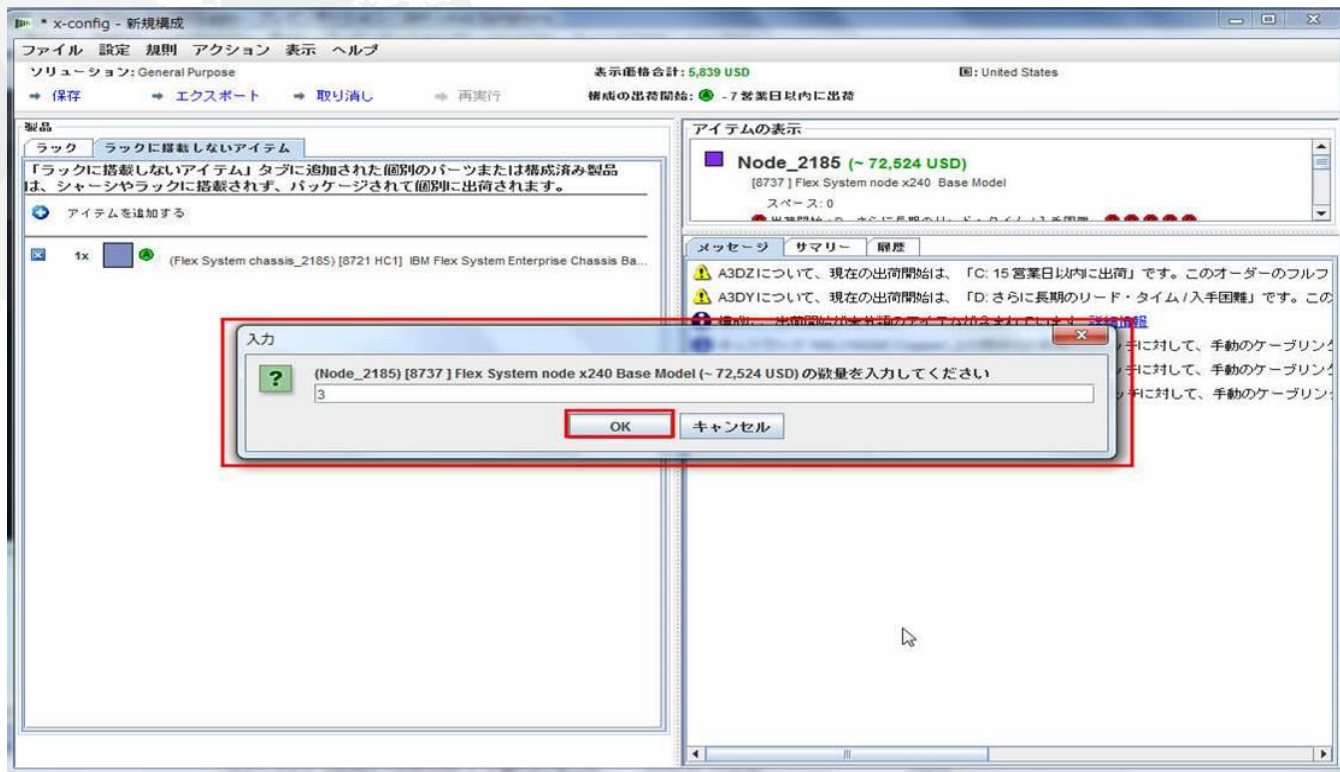 * x-config - 新規構成
ファイル 設定 規則 アクション 表示 ヘルプ
ソリューション: General Purpose
表示価格合計: 5,839 USD
国: United States
保存
エクスポート
取り消し
再実行
構成の出荷開始: A - 7 営業日以内に出荷
製品
ラック
ラックに搭載しないアイテム
「ラックに搭載しないアイテム」タブに追加された個別のパーツまたは構成済み製品
は、シャーシやラックに搭載されず、パッケージされて個別に出荷されます。
アイテムを追加する
1x
A
(Flex System chassis_2185) [8721 HC1] IBM Flex System Enterprise Chassis Ba...
アイテムの表示
Node_2185 (~ 72,524 USD)
[8737 ] Flex System node x240 Base Model
スペース: 0
メッセージ
サマリー
履歴
A3DZについて、現在の出荷開始は、「C: 15 営業日以内に出荷」です。このオーダーのフルフ
A3DYについて、現在の出荷開始は、「D: さらに長期のリード・タイム / 入手困難」です。この
詳細情報
ッチに対して、手動のケーブリング
ッチに対して、手動のケーブリング
ッチに対して、手動のケーブリング
入力
?
(Node_2185) [8737 ] Flex System node x240 Base Model (~ 72,524 USD) の数量を入力してください
3
OK
キャンセル